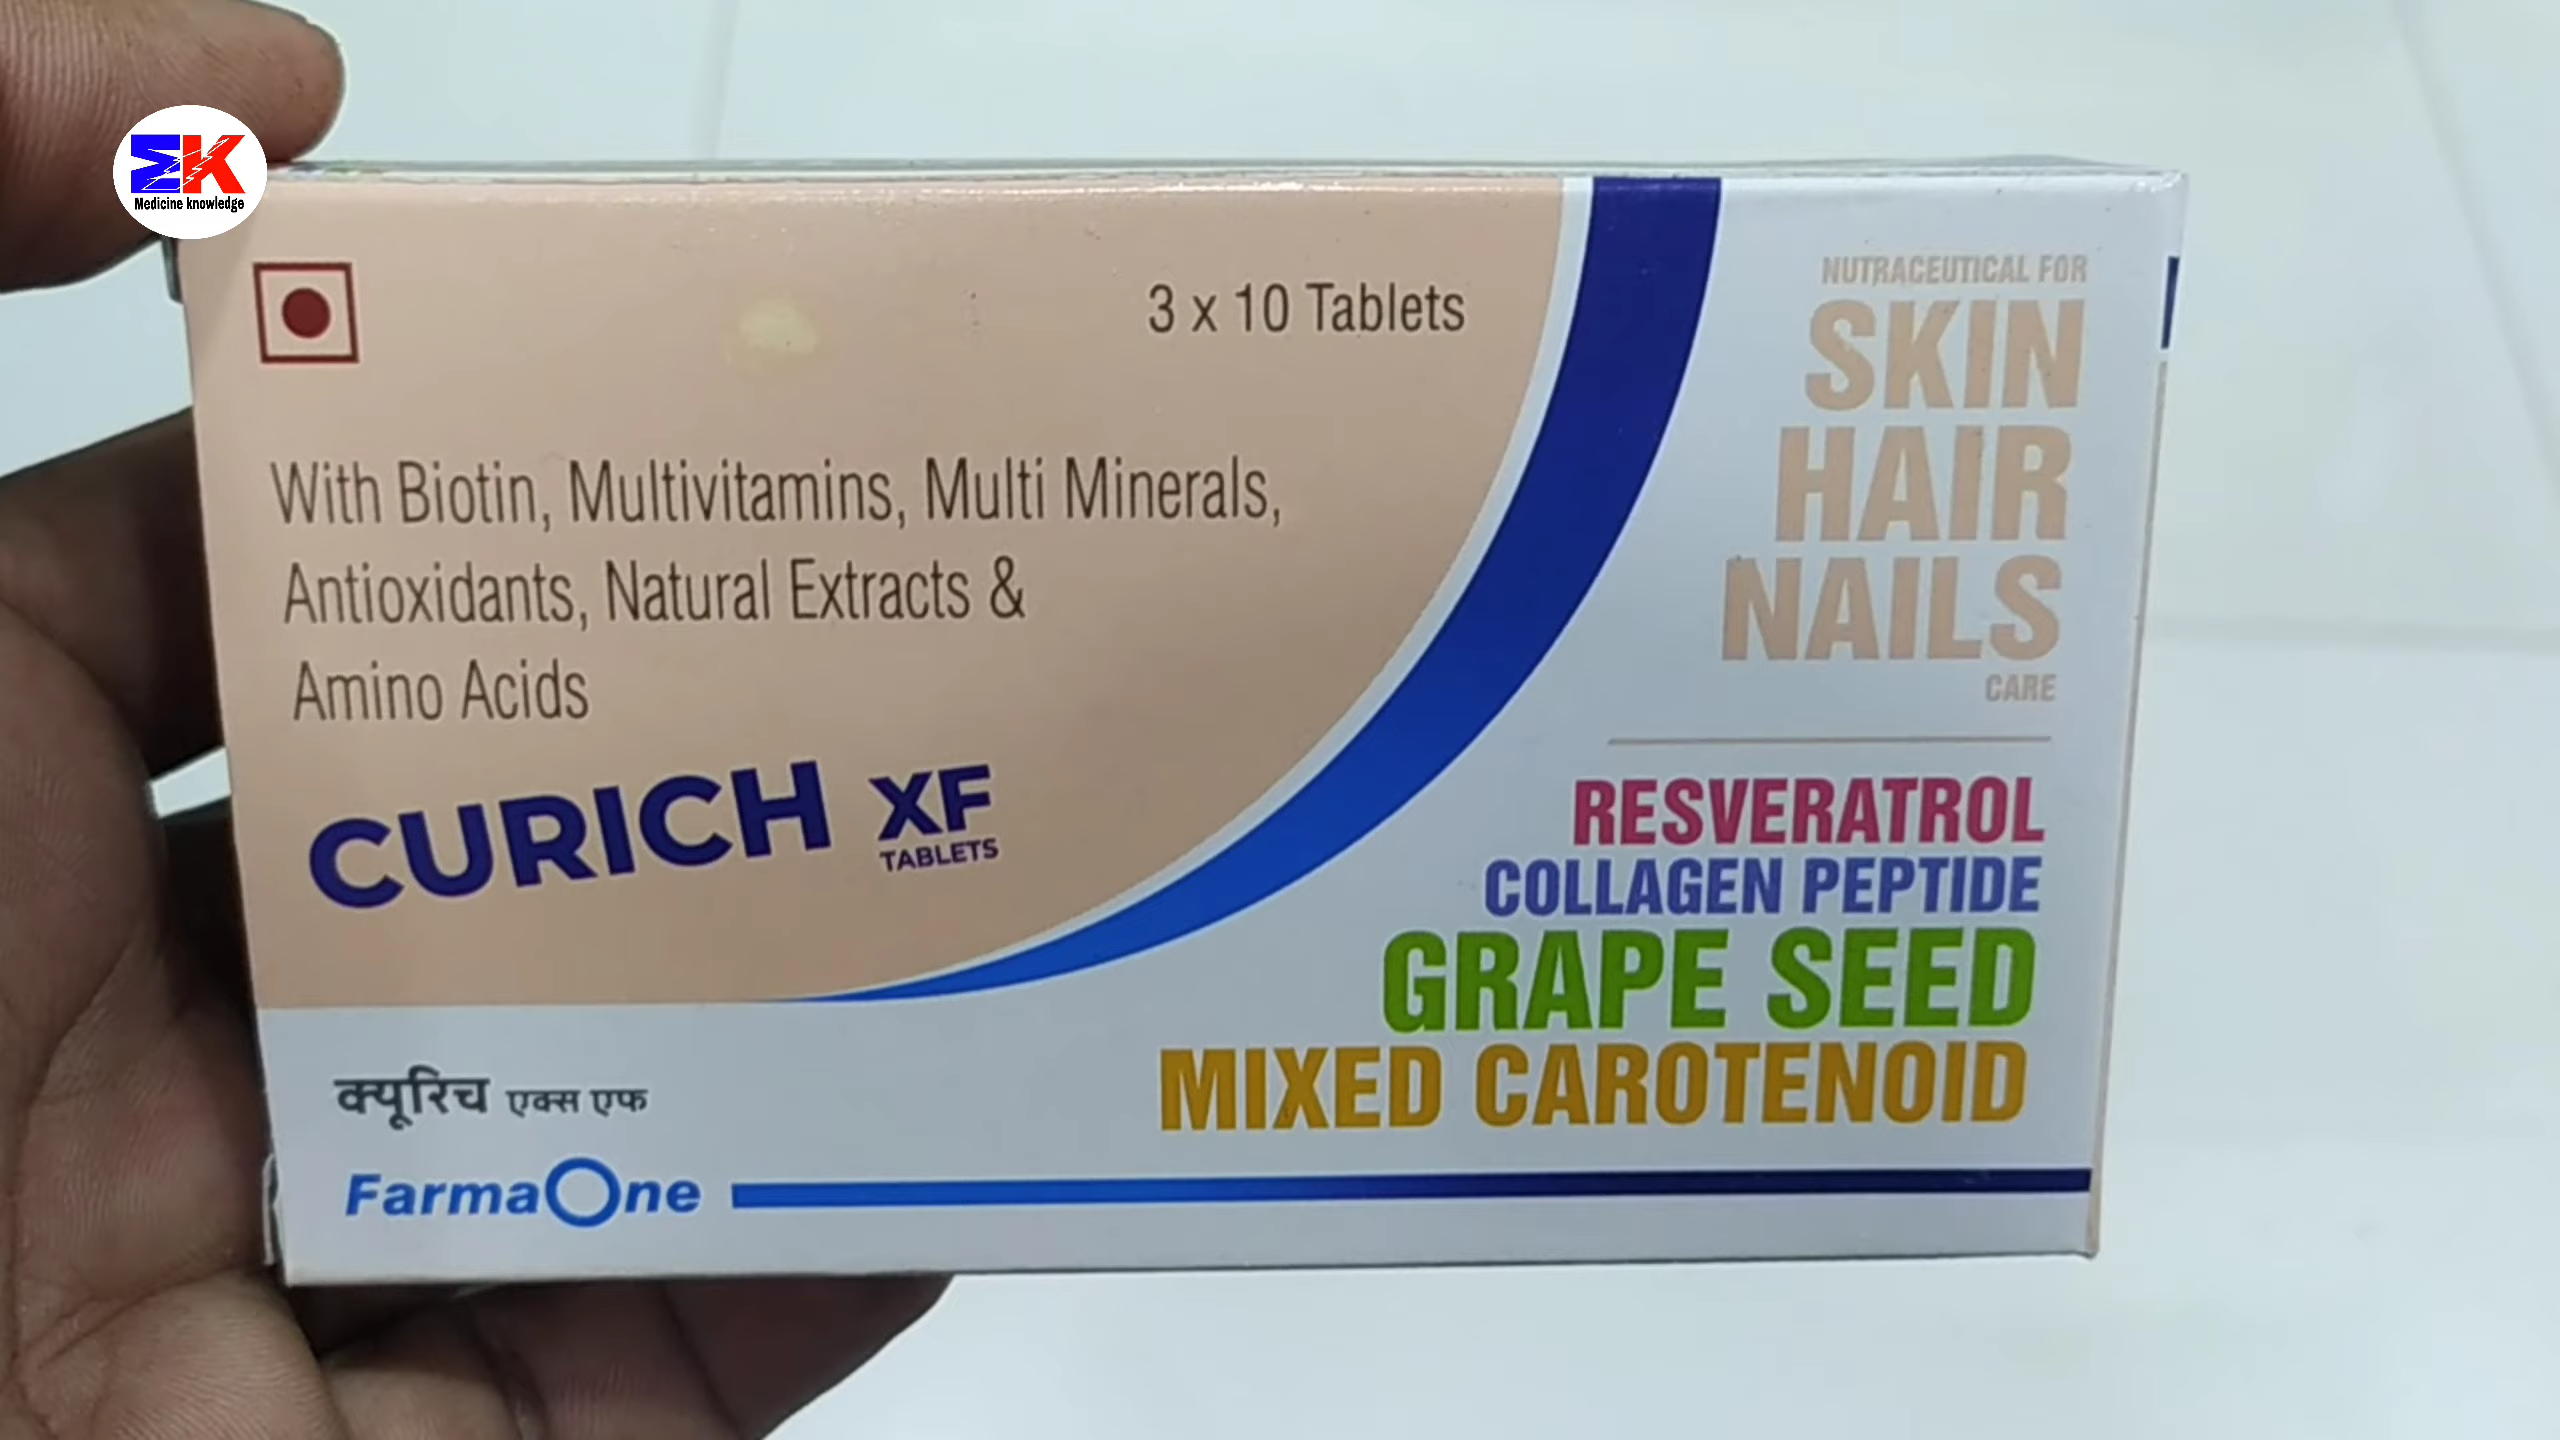 MK
Medicine knowledge
3 x 10 Tablets
With Biotin, Multivitamins, Multi Minerals,
Antioxidants, Natural Extracts &
Amino Acids
CURICH XF
TABLETS
क्यूरिच एक्स एफ
FarmaOne
NUTRACEUTICAL FOR
SKIN
HAIR
NAILS
CARE
RESVERATROL
COLLAGEN PEPTIDE
GRAPE SEED
MIXED CAROTENOID